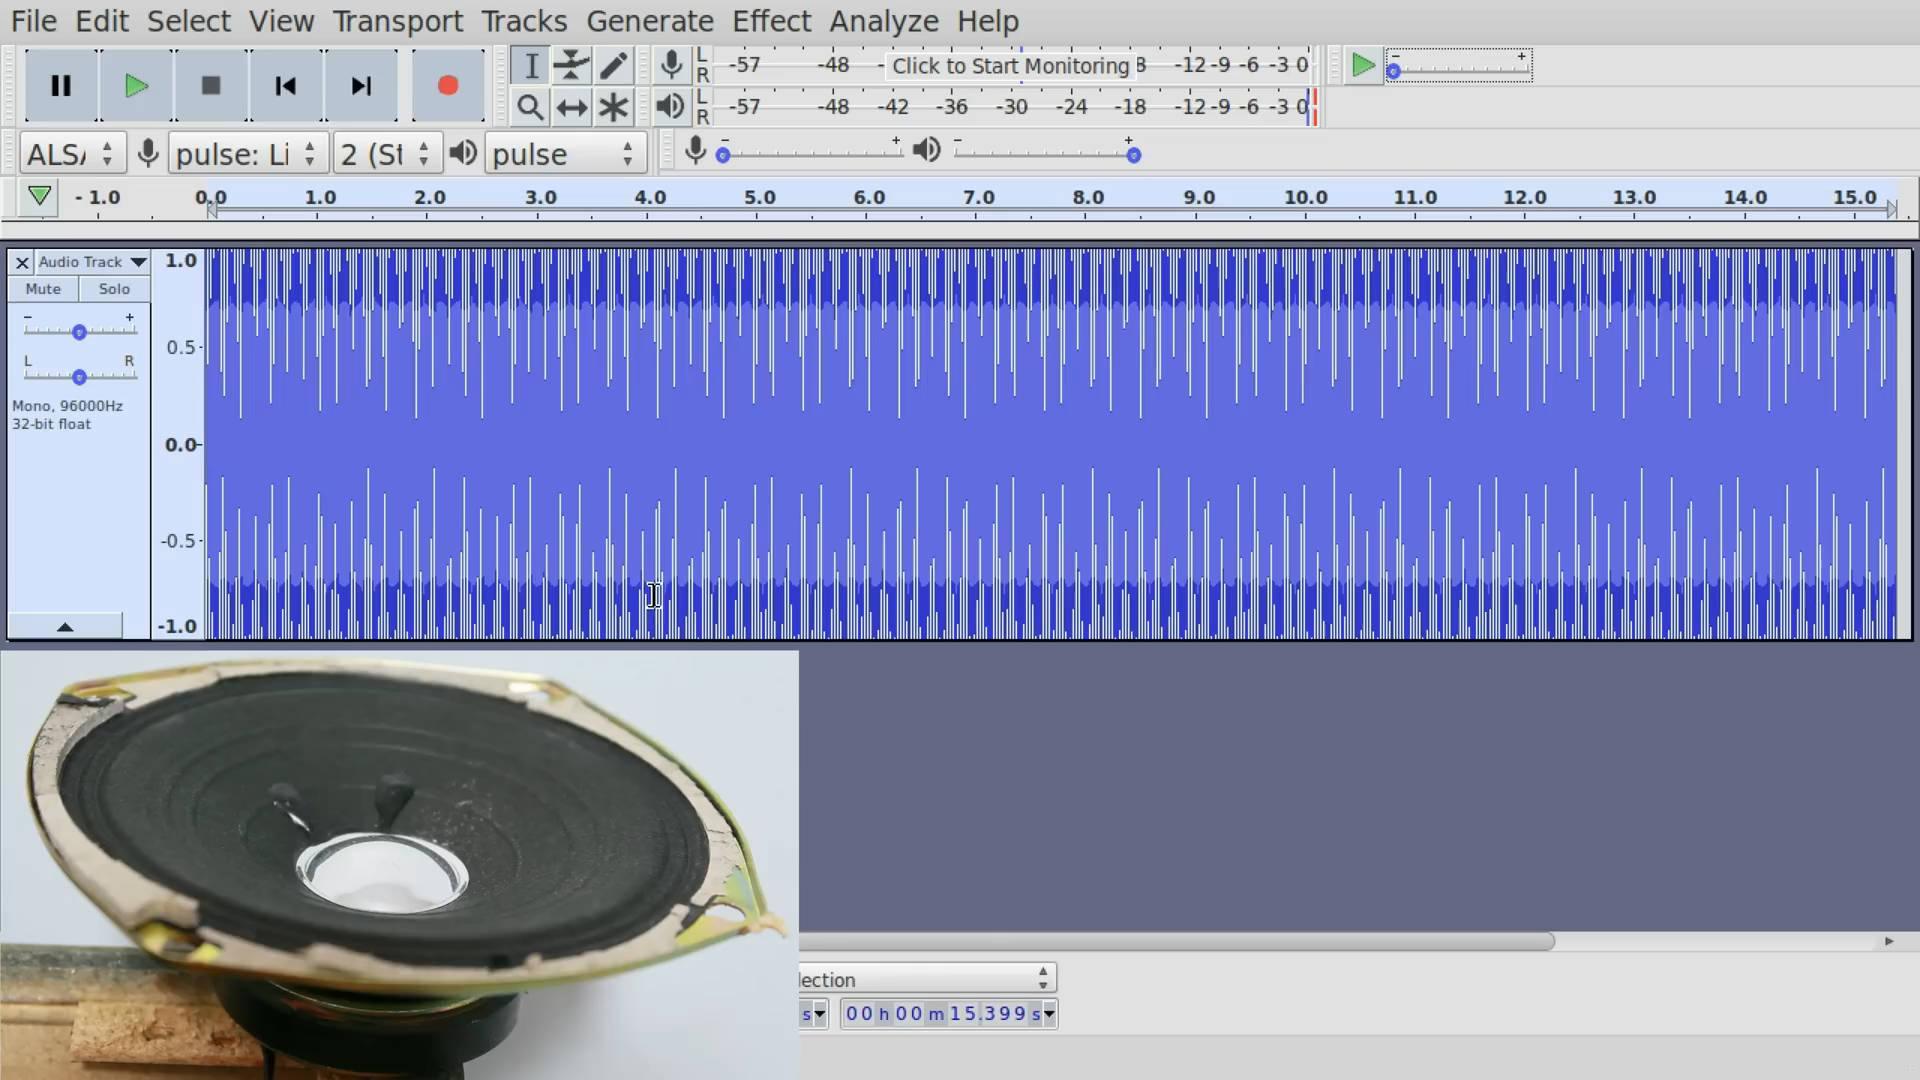 File Edit Select View Transport Tracks Generate Effect Analyze Help
L
R
-57 -48 Click to Start Monitoring 8 -12 -9 -6 -3 0
- +
L
R
-57 -48 -42 -36 -30 -24 -18 -12 -9 -6 -3 0
ALSA pulse: Li 2 (St pulse - + - +
- 1.0 0.0 1.0 2.0 3.0 4.0 5.0 6.0 7.0 8.0 9.0 10.0 11.0 12.0 13.0 14.0 15.0
X Audio Track
Mute Solo
- +
L R
Mono, 96000Hz
32-bit float
1.0
0.5
0.0
-0.5
-1.0
lection
s 00 h 00 m 15.399 s